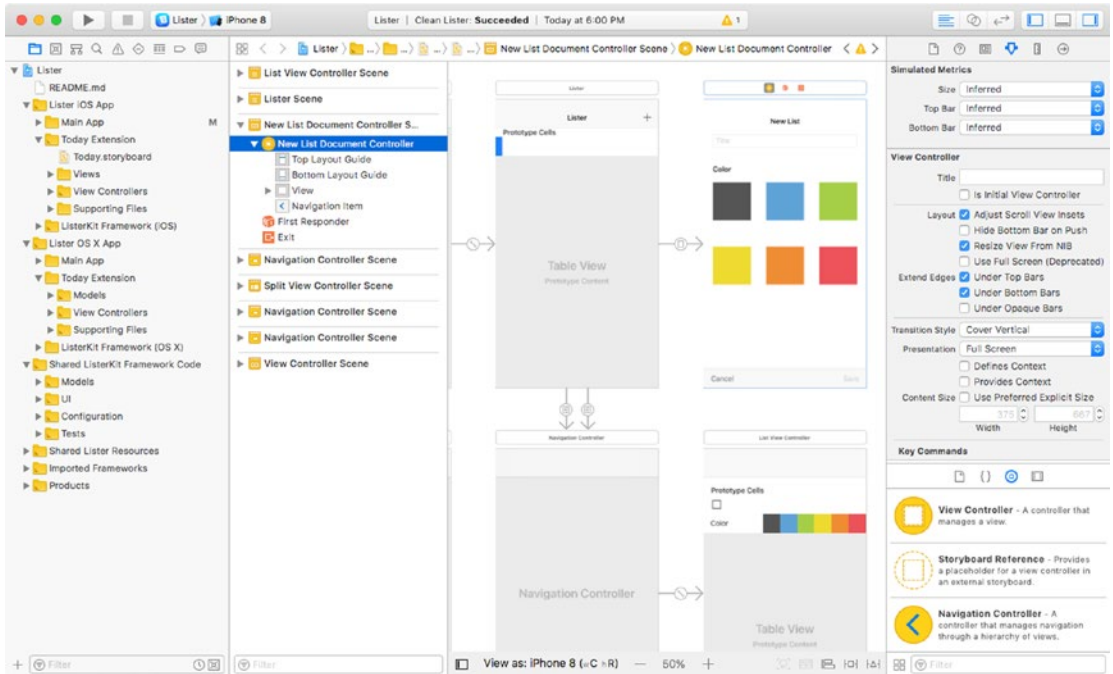 Lister
iPhone 8
Lister | Clean Lister: Succeeded | Today at 6:00 PM
1
Lister
README.md
Lister iOS App
Main App
M
Today Extension
Today.storyboard
Views
View Controllers
Supporting Files
ListerKit Framework (iOS)
Lister OS X App
Main App
Today Extension
Models
View Controllers
Supporting Files
ListerKit Framework (OS X)
Shared ListerKit Framework Code
Models
UI
Configuration
Tests
Shared Lister Resources
Imported Frameworks
Products
Filter
Lister
...
...
...
...
New List Document Controller Scene
New List Document Controller
List View Controller Scene
Lister Scene
New List Document Controller S...
New List Document Controller
Top Layout Guide
Bottom Layout Guide
View
Navigation Item
First Responder
Exit
Navigation Controller Scene
Split View Controller Scene
Navigation Controller Scene
Navigation Controller Scene
View Controller Scene
Filter
Lister
Lister +
Prototype Cells
Table View
Prototype Content
Navigation Controller
Navigation Controller
New List
Title
Color
Cancel
Save
List View Controller
Prototype Cells
Color
Table View
Prototype Content
View as: iPhone 8 (wC hR) — 50% +
Simulated Metrics
Size Inferred
Top Bar Inferred
Bottom Bar Inferred
View Controller
Title
Is Initial View Controller
Layout Adjust Scroll View Insets
Hide Bottom Bar on Push
Resize View From NIB
Use Full Screen (Deprecated)
Extend Edges Under Top Bars
Under Bottom Bars
Under Opaque Bars
Transition Style Cover Vertical
Presentation Full Screen
Defines Context
Provides Context
Content Size Use Preferred Explicit Size
375 667
Width Height
Key Commands
View Controller - A controller that
manages a view.
Storyboard Reference - Provides
a placeholder for a view controller in
an external storyboard.
Navigation Controller - A
controller that manages navigation
through a hierarchy of views.
Filter